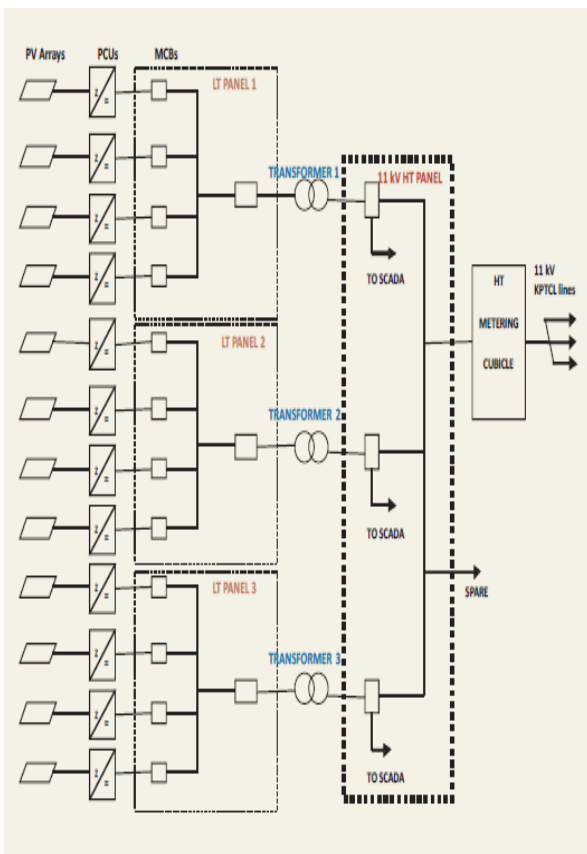 PV Arrays
PCUs
MCBs
LT PANEL 1
TRANSFORMER 1
11 kV HT PANEL
TO SCADA
HT
METERING
CUBICLE
11 kV
KPTCL lines
LT PANEL 2
TRANSFORMER 2
TO SCADA
SPARE
LT PANEL 3
TRANSFORMER 3
TO SCADA
z
=
z
=
z
=
z
=
z
=
z
=
z
=
z
=
z
=
z
=
z
=
z
=